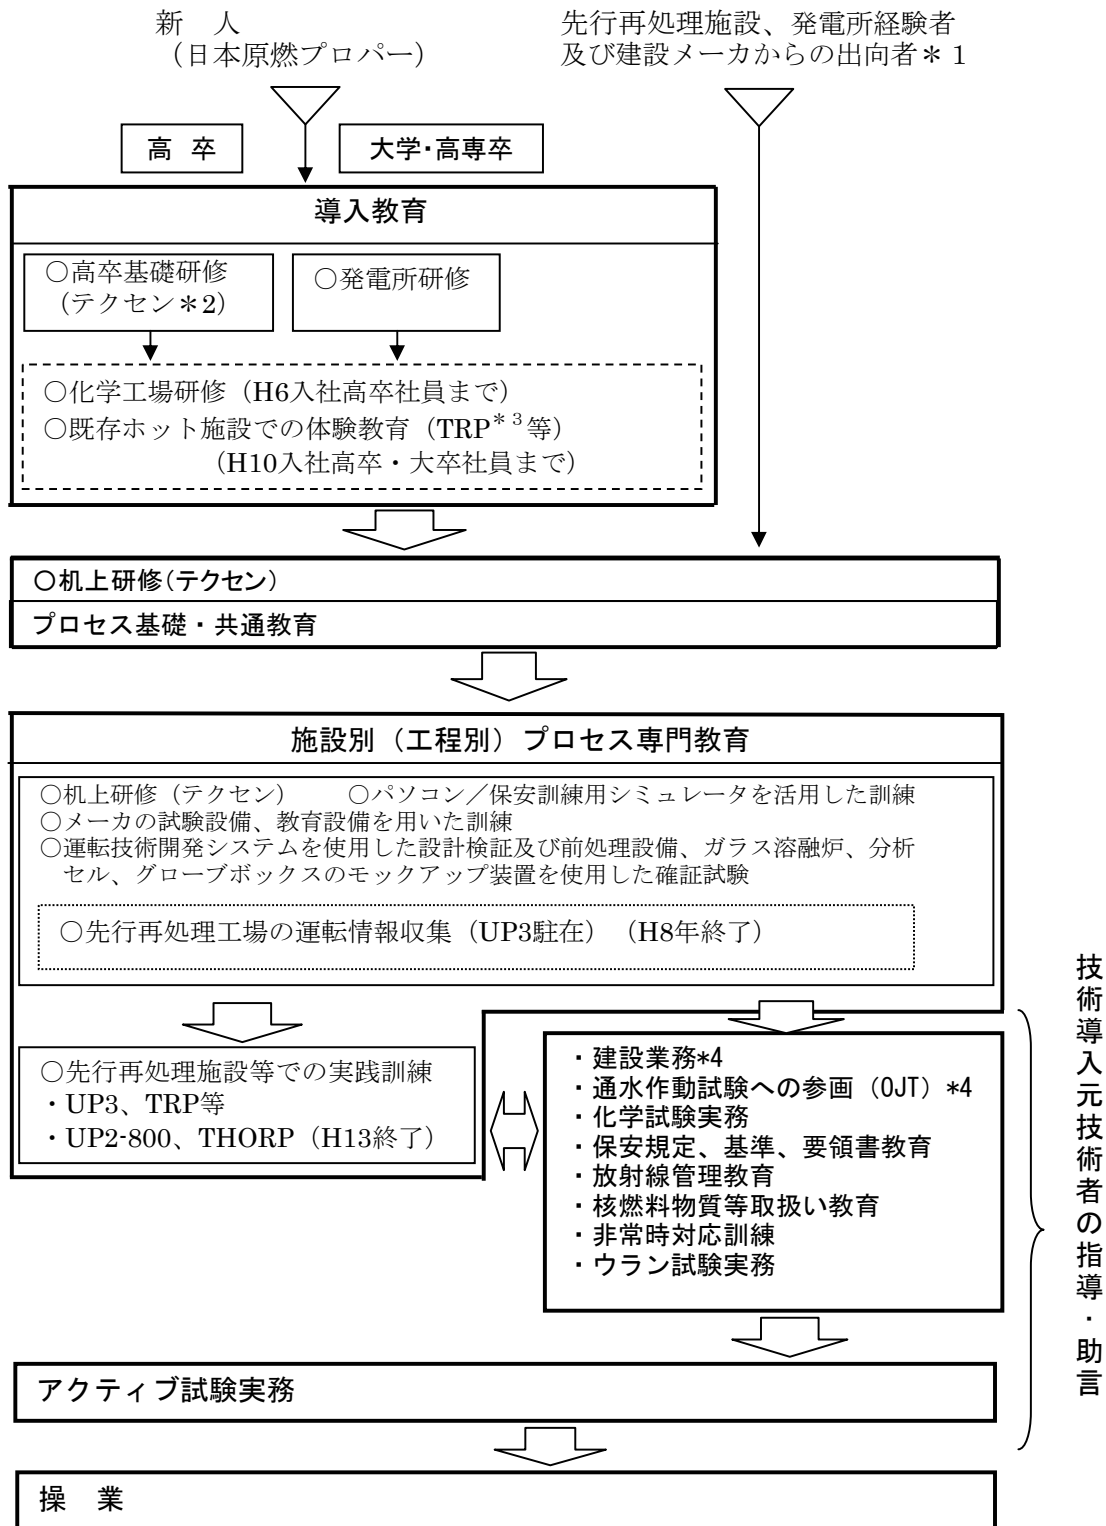 新　人
（日本原燃プロパー）
先行再処理施設、発電所経験者
及び建設メーカからの出向者＊１
高　卒
大学・高専卒
導入教育
○高卒基礎研修
（テクセン＊2）
○発電所研修
○化学工場研修（H6入社高卒社員まで）
○既存ホット施設での体験教育（TRP＊３等）
（H10入社高卒・大卒社員まで）
○机上研修(テクセン)
プロセス基礎・共通教育
施設別（工程別）プロセス専門教育
○机上研修（テクセン）　○パソコン／保安訓練用シミュレータを活用した訓練
○メーカの試験設備、教育設備を用いた訓練
○運転技術開発システムを使用した設計検証及び前処理設備、ガラス溶融炉、分析
セル、グローブボックスのモックアップ装置を使用した確証試験
○先行再処理工場の運転情報収集（UP3駐在）（H8年終了）
○先行再処理施設等での実践訓練
・UP3、TRP等
・UP2-800、THORP（H13終了）
・建設業務*4
・通水作動試験への参画（OJT）*4
・化学試験実務
・保安規定、基準、要領書教育
・放射線管理教育
・核燃料物質等取扱い教育
・非常時対応訓練
・ウラン試験実務
技術導入元技術者の指導・助言
アクティブ試験実務
操　業